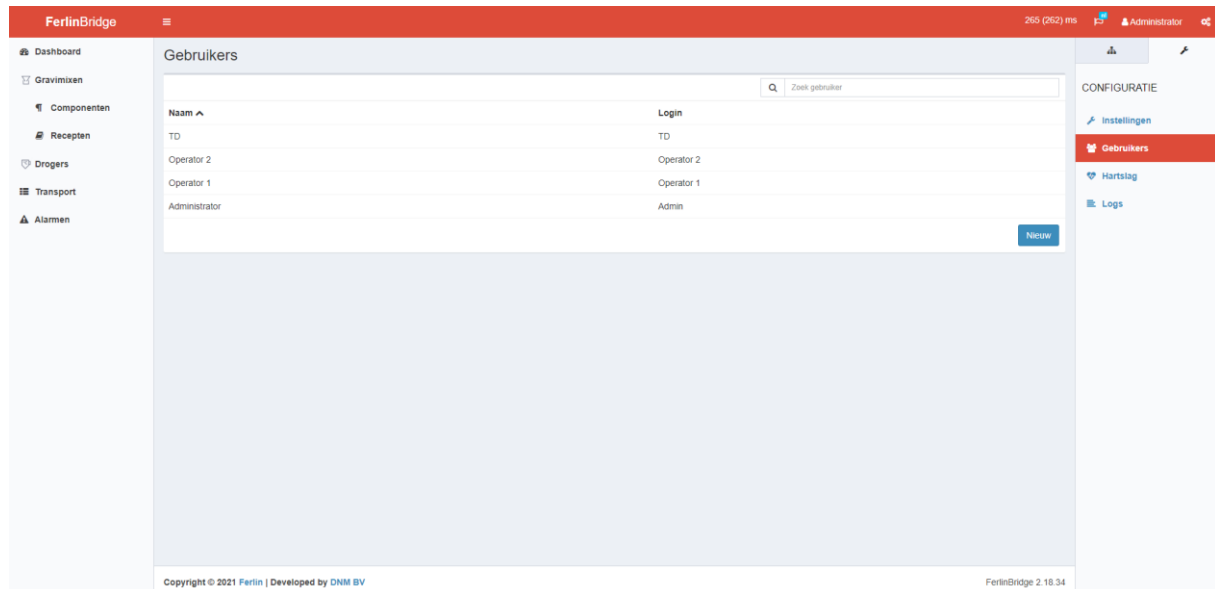 FerlinBridge
265 (262) ms
Administrator
Dashboard
Gravimixen
Componenten
Recepten
Drogers
Transport
Alarmen
Gebruikers
Zoek gebruiker
Naam Login
TD TD
Operator 2 Operator 2
Operator 1 Operator 1
Administrator Admin
Nieuw
CONFIGURATIE
Instellingen
Gebruikers
Hartslag
Logs
Copyright © 2021 Ferlin | Developed by DNM BV
FerlinBridge 2.18.34